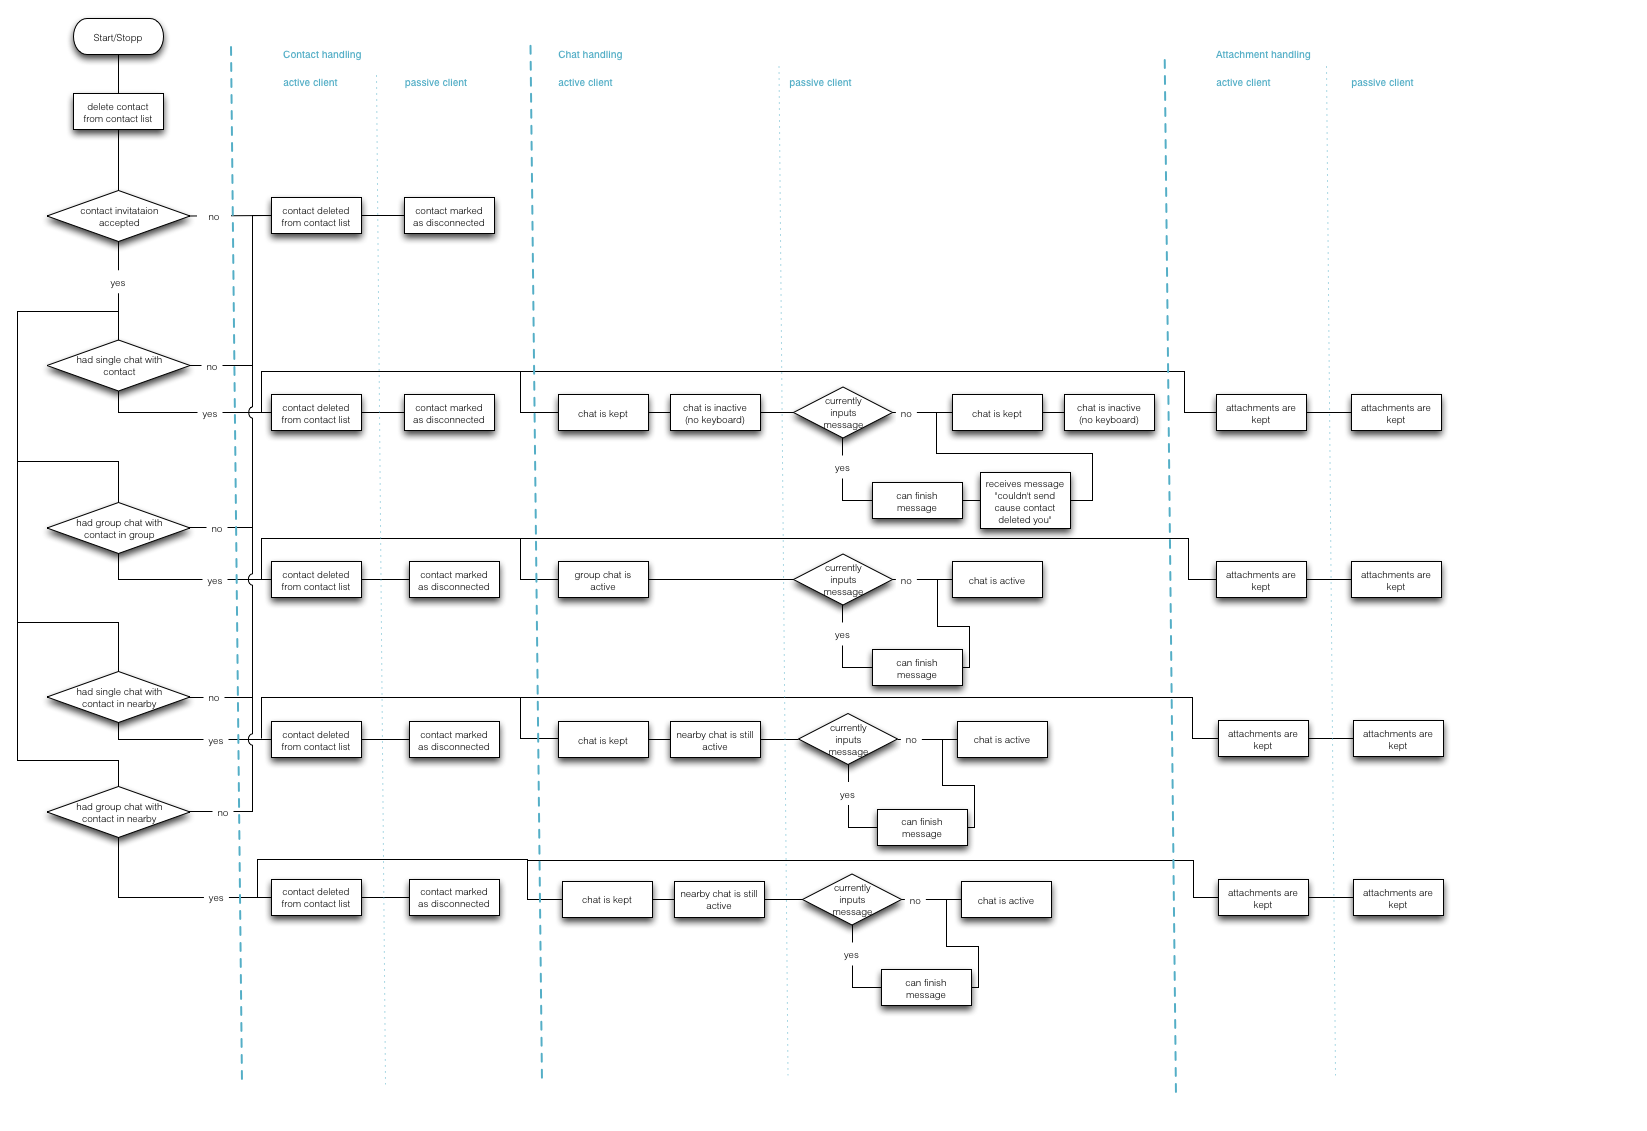 Start/Stopp
Contact handling
Chat handling
Attachment handling
active client
passive client
active client
passive client
active client
passive client
delete contact
from contact list
contact invitataion
accepted
no
contact deleted
from contact list
contact marked
as disconnected
yes
had single chat with
contact
no
yes
contact deleted
from contact list
contact marked
as disconnected
chat is kept
chat is inactive
(no keyboard)
currently
inputs
message
no
chat is kept
chat is inactive
(no keyboard)
attachments are
kept
attachments are
kept
yes
can finish
message
receives message
"couldn't send
cause contact
deleted you"
had group chat with
contact in group
no
yes
contact deleted
from contact list
contact marked
as disconnected
group chat is
active
currently
inputs
message
no
chat is active
attachments are
kept
attachments are
kept
yes
can finish
message
had single chat with
contact in nearby
no
yes
contact deleted
from contact list
contact marked
as disconnected
chat is kept
nearby chat is still
active
currently
inputs
message
no
chat is active
attachments are
kept
attachments are
kept
yes
can finish
message
had group chat with
contact in nearby
no
yes
contact deleted
from contact list
contact marked
as disconnected
chat is kept
nearby chat is still
active
currently
inputs
message
no
chat is active
attachments are
kept
attachments are
kept
yes
can finish
message